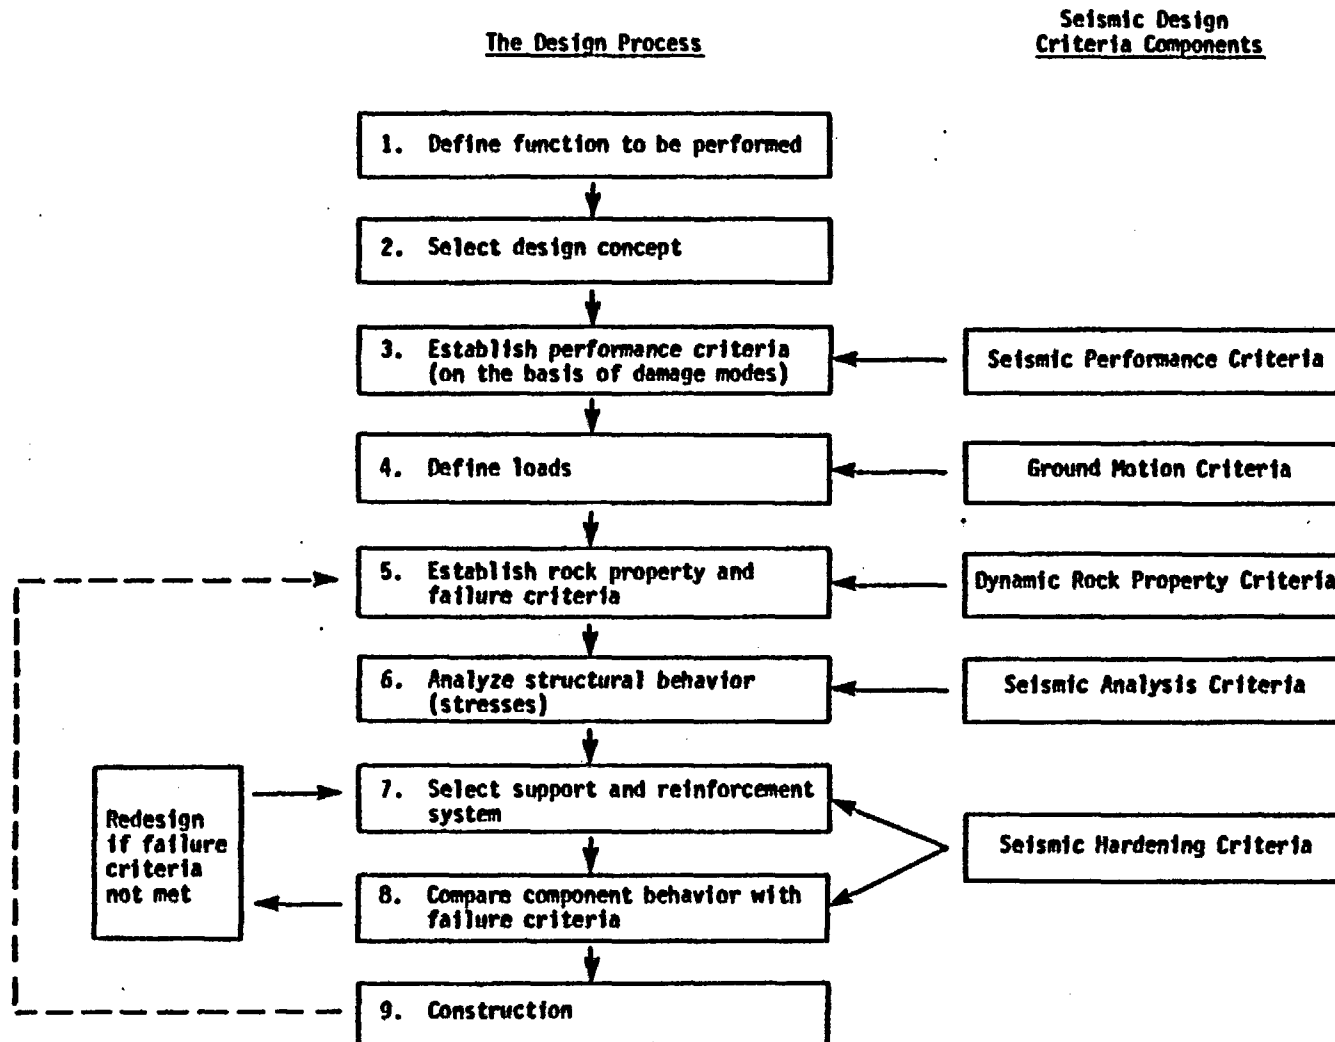 The Design Process
Seismic Design
Criteria Components
1. Define function to be performed
2. Select design concept
3. Establish performance criteria
(on the basis of damage modes)
Seismic Performance Criteria
4. Define loads
Ground Motion Criteria
5. Establish rock property and
failure criteria
Dynamic Rock Property Criteria
6. Analyze structural behavior
(stresses)
Seismic Analysis Criteria
7. Select support and reinforcement
system
Redesign
if failure
criteria
not met
Seismic Hardening Criteria
8. Compare component behavior with
failure criteria
9. Construction